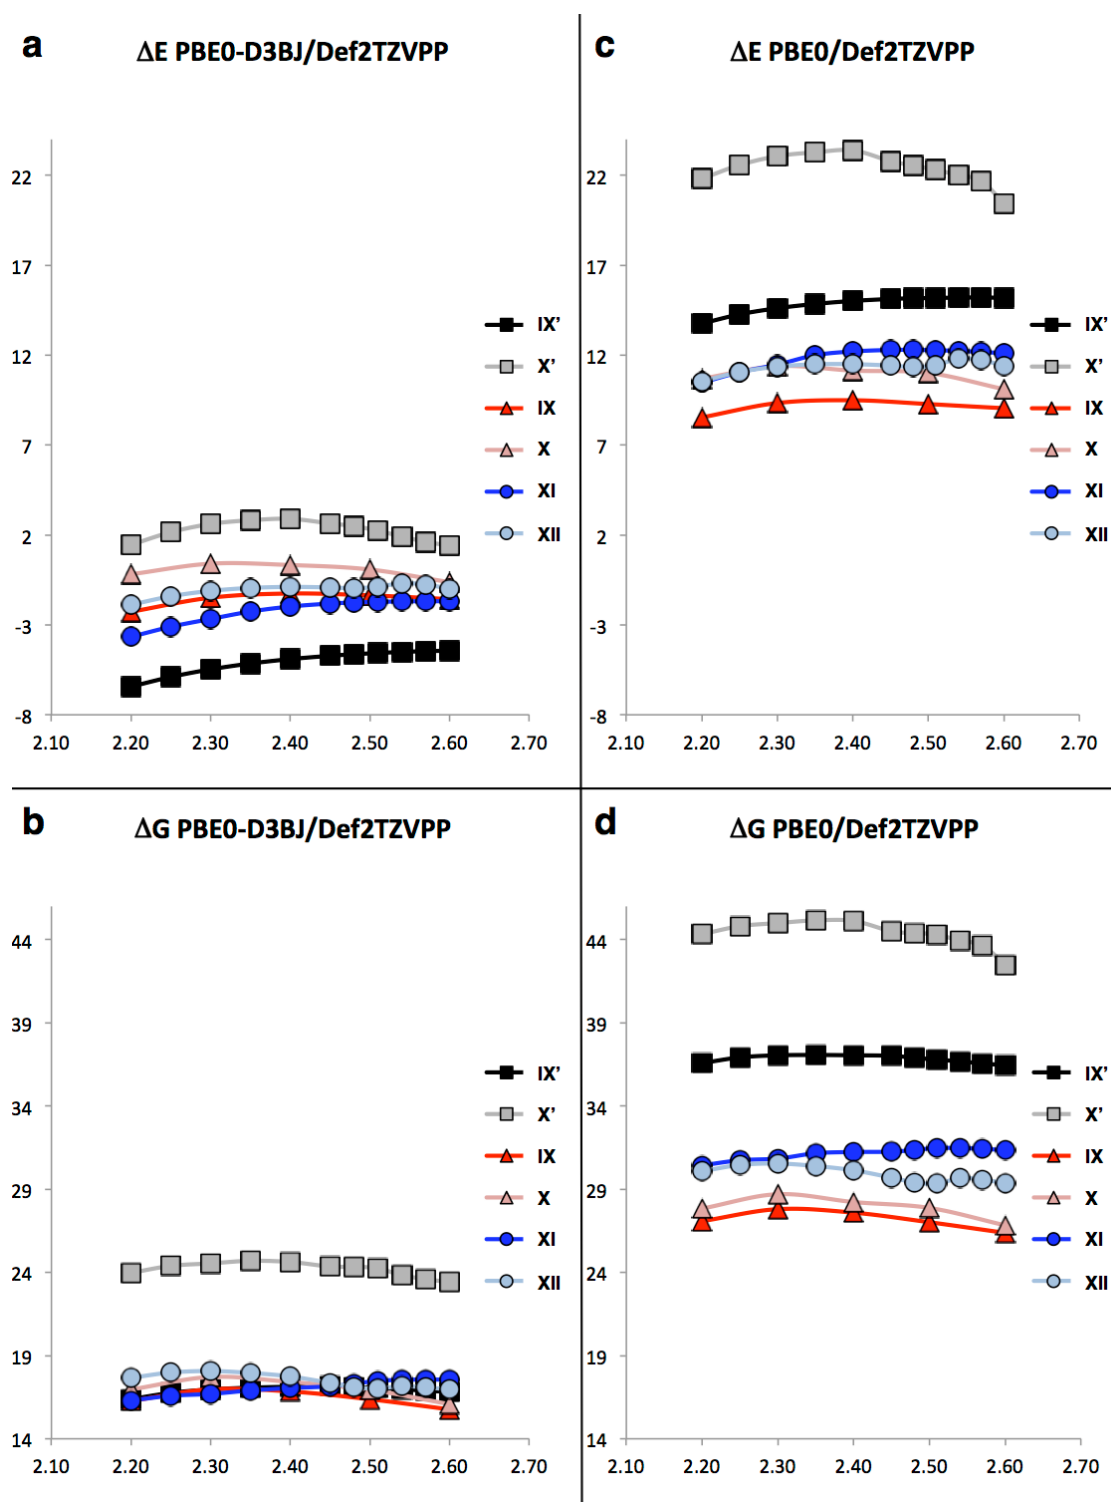 a
ΔE PBE0-D3BJ/Def2TZVPP
22
17
12
7
2
-3
-8
2.10 2.20 2.30 2.40 2.50 2.60 2.70
IX’
X’
IX
X
XI
XII
c
ΔE PBE0/Def2TZVPP
22
17
12
7
2
-3
-8
2.10 2.20 2.30 2.40 2.50 2.60 2.70
IX’
X’
IX
X
XI
XII
b
ΔG PBE0-D3BJ/Def2TZVPP
44
39
34
29
24
19
14
2.10 2.20 2.30 2.40 2.50 2.60 2.70
IX’
X’
IX
X
XI
XII
d
ΔG PBE0/Def2TZVPP
44
39
34
29
24
19
14
2.10 2.20 2.30 2.40 2.50 2.60 2.70
IX’
X’
IX
X
XI
XII